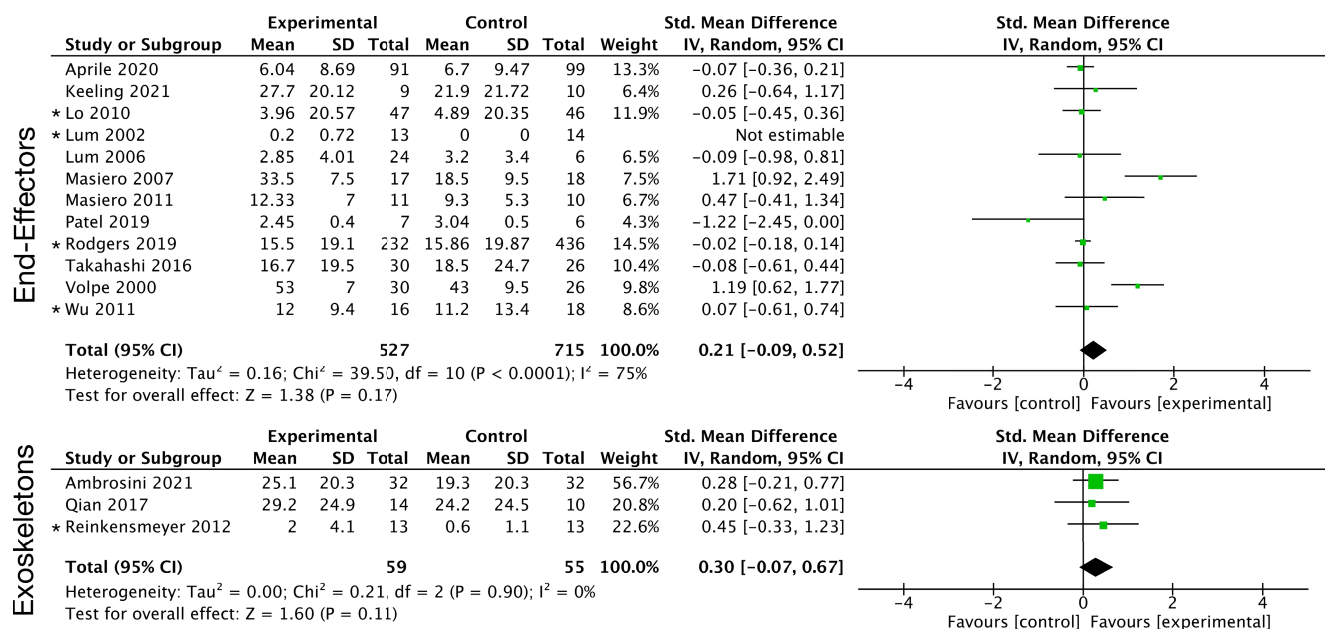 End-Effectors
Experimental Control Std. Mean Difference Std. Mean Difference
Study or Subgroup Mean SD Total Mean SD Total Weight IV, Random, 95% CI IV, Random, 95% CI
Aprile 2020 6.04 8.69 91 6.7 9.47 99 13.3% −0.07 [−0.36, 0.21]
Keeling 2021 27.7 20.12 9 21.9 21.72 10 6.4% 0.26 [−0.64, 1.17]
* Lo 2010 3.96 20.57 47 4.89 20.35 46 11.9% −0.05 [−0.45, 0.36]
* Lum 2002 0.2 0.72 13 0 0 14 Not estimable
Lum 2006 2.85 4.01 24 3.2 3.4 6 6.5% −0.09 [−0.98, 0.81]
Masiero 2007 33.5 7.5 17 18.5 9.5 18 7.5% 1.71 [0.92, 2.49]
Masiero 2011 12.33 7 11 9.3 5.3 10 6.7% 0.47 [−0.41, 1.34]
Patel 2019 2.45 0.4 7 3.04 0.5 6 4.3% −1.22 [−2.45, 0.00]
* Rodgers 2019 15.5 19.1 232 15.86 19.87 436 14.5% −0.02 [−0.18, 0.14]
Takahashi 2016 16.7 19.5 30 18.5 24.7 26 10.4% −0.08 [−0.61, 0.44]
Volpe 2000 53 7 30 43 9.5 26 9.8% 1.19 [0.62, 1.77]
* Wu 2011 12 9.4 16 11.2 13.4 18 8.6% 0.07 [−0.61, 0.74]
Total (95% CI) 527 715 100.0% 0.21 [−0.09, 0.52]
Heterogeneity: Tau² = 0.16; Chi² = 39.50, df = 10 (P < 0.0001); I² = 75%
Test for overall effect: Z = 1.38 (P = 0.17)
−4 −2 0 2 4
Favours [control] Favours [experimental]
Exoskeletons
Experimental Control Std. Mean Difference Std. Mean Difference
Study or Subgroup Mean SD Total Mean SD Total Weight IV, Random, 95% CI IV, Random, 95% CI
Ambrosini 2021 25.1 20.3 32 19.3 20.3 32 56.7% 0.28 [−0.21, 0.77]
Qian 2017 29.2 24.9 14 24.2 24.5 10 20.8% 0.20 [−0.62, 1.01]
* Reinkensmeyer 2012 2 4.1 13 0.6 1.1 13 22.6% 0.45 [−0.33, 1.23]
Total (95% CI) 59 55 100.0% 0.30 [−0.07, 0.67]
Heterogeneity: Tau² = 0.00; Chi² = 0.21, df = 2 (P = 0.90); I² = 0%
Test for overall effect: Z = 1.60 (P = 0.11)
−4 −2 0 2 4
Favours [control] Favours [experimental]